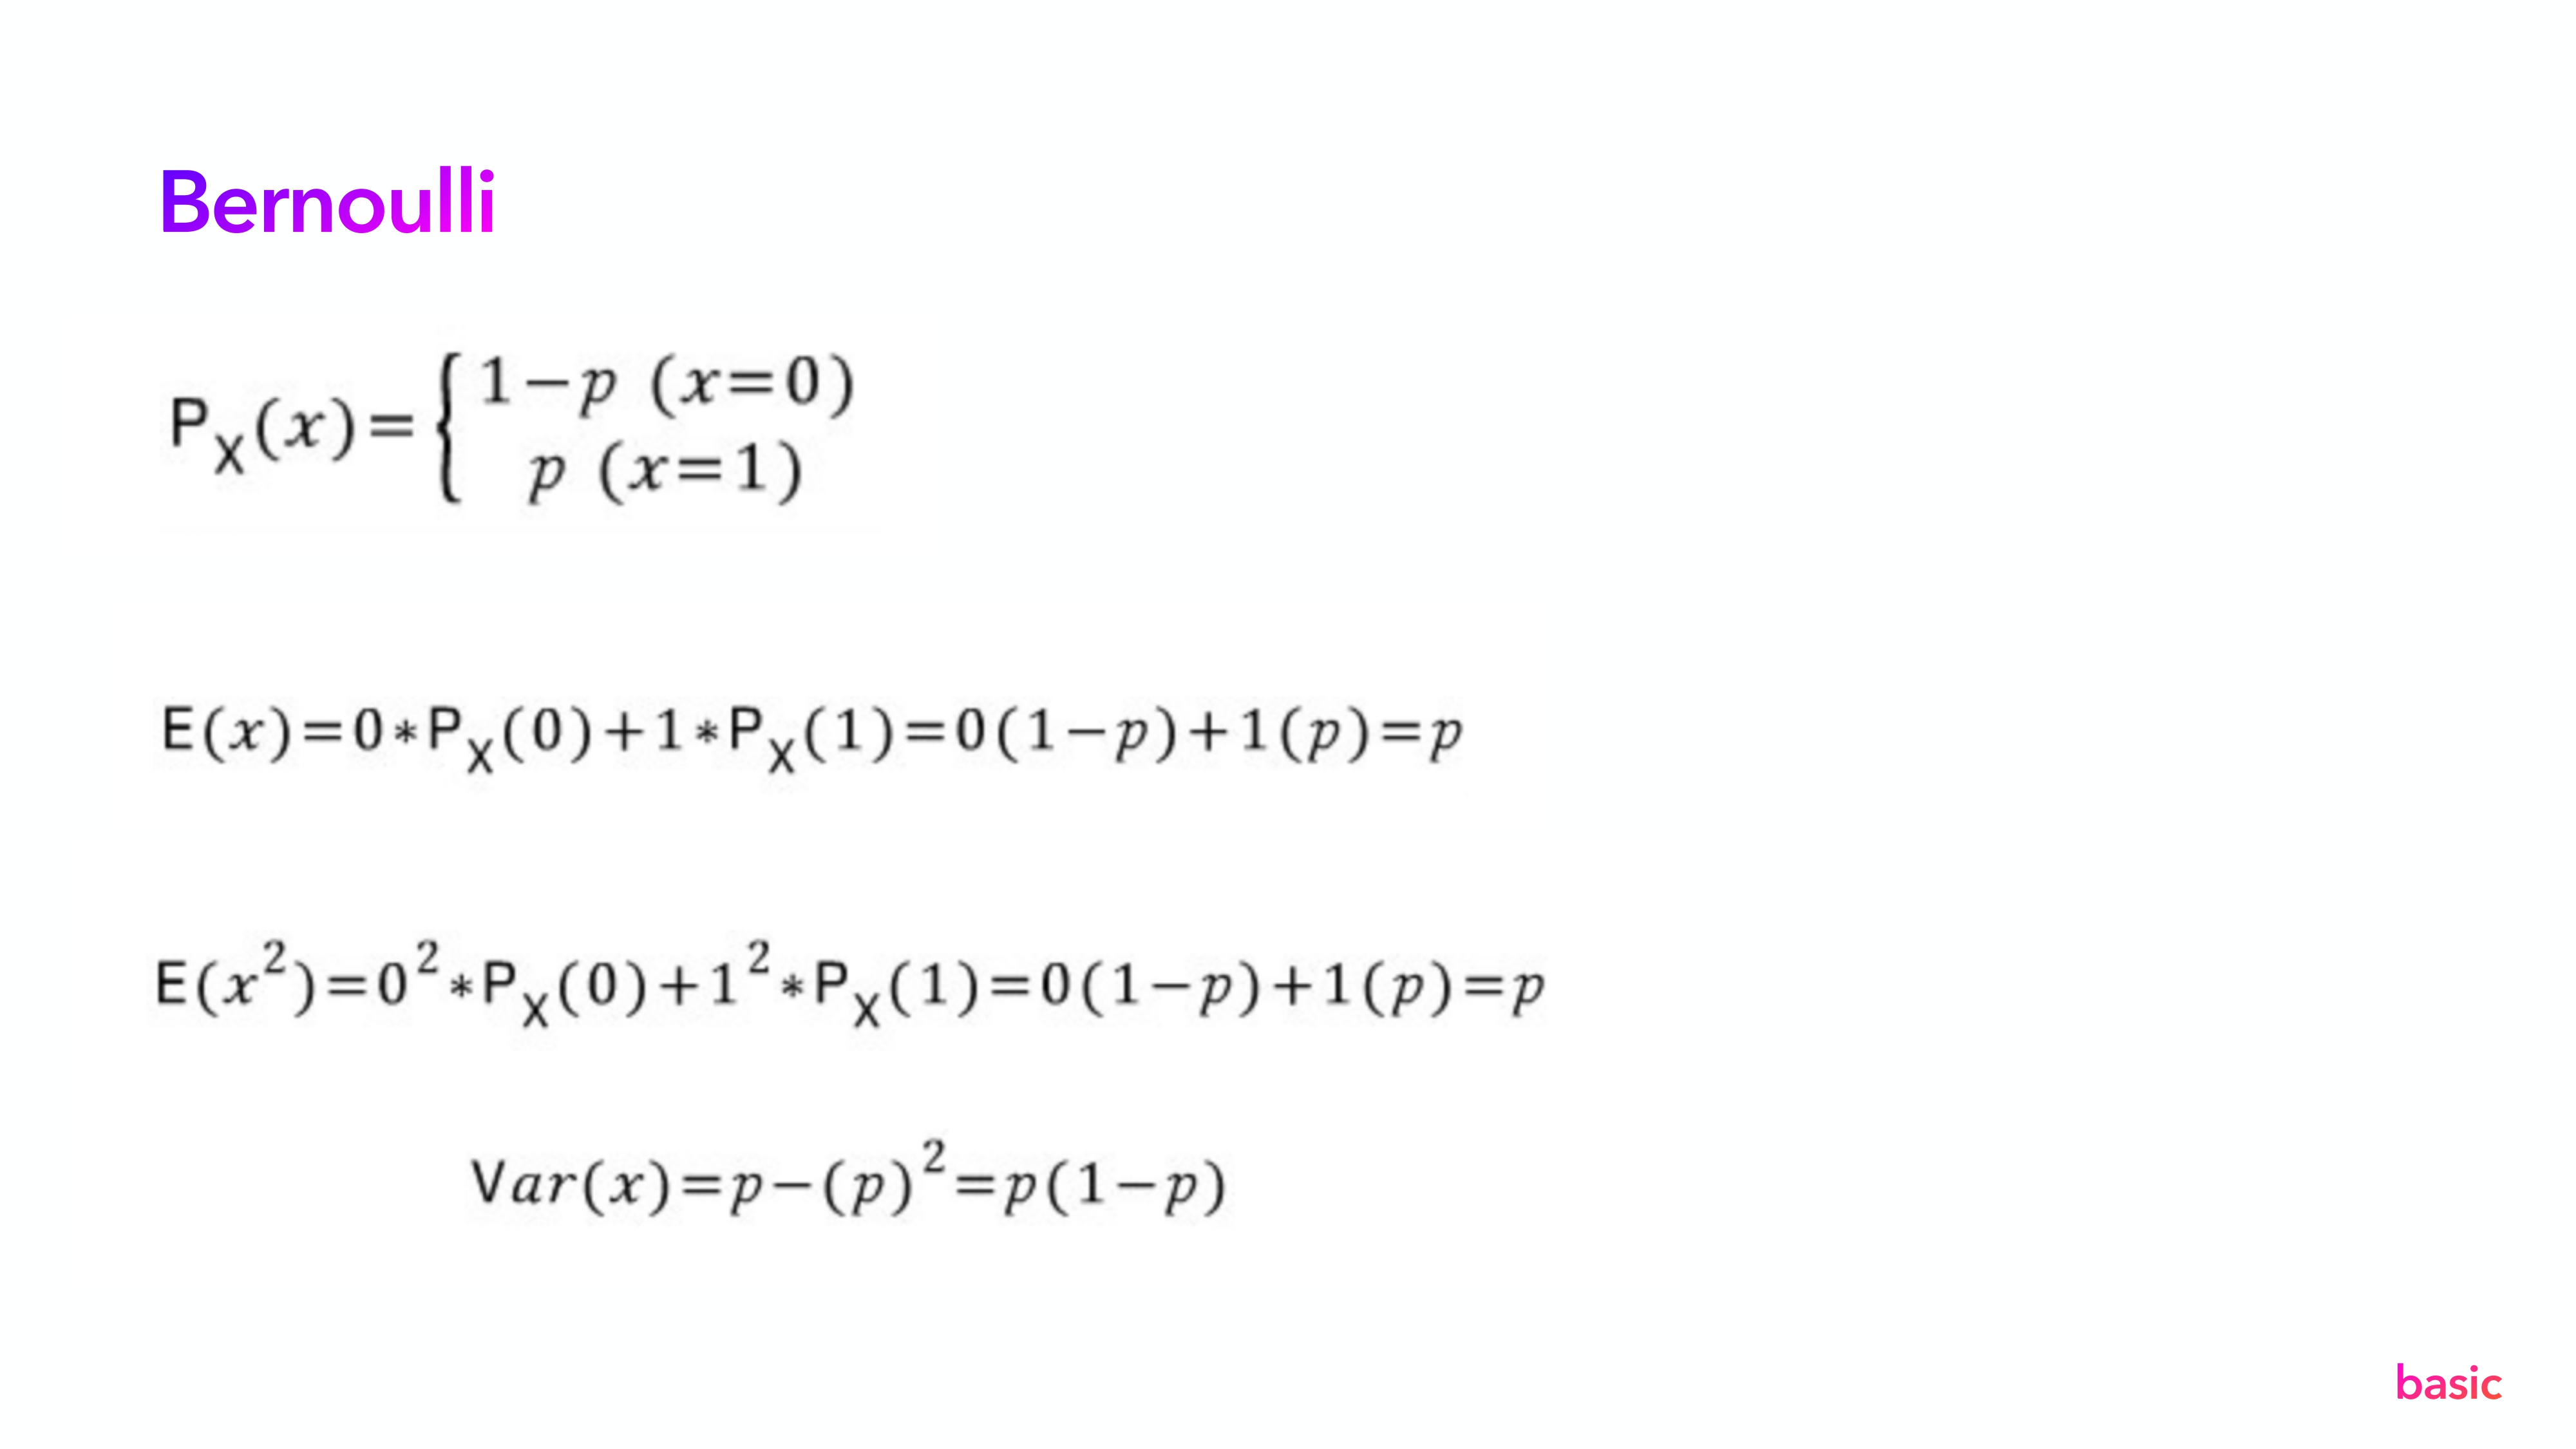 Bernoulli
P_X(x)={ 1−p (x=0)
p (x=1)
E(x)=0*P_X(0)+1*P_X(1)=0(1−p)+1(p)=p
E(x²)=0²*P_X(0)+1²*P_X(1)=0(1−p)+1(p)=p
Var(x)=p−(p)²=p(1−p)
basic